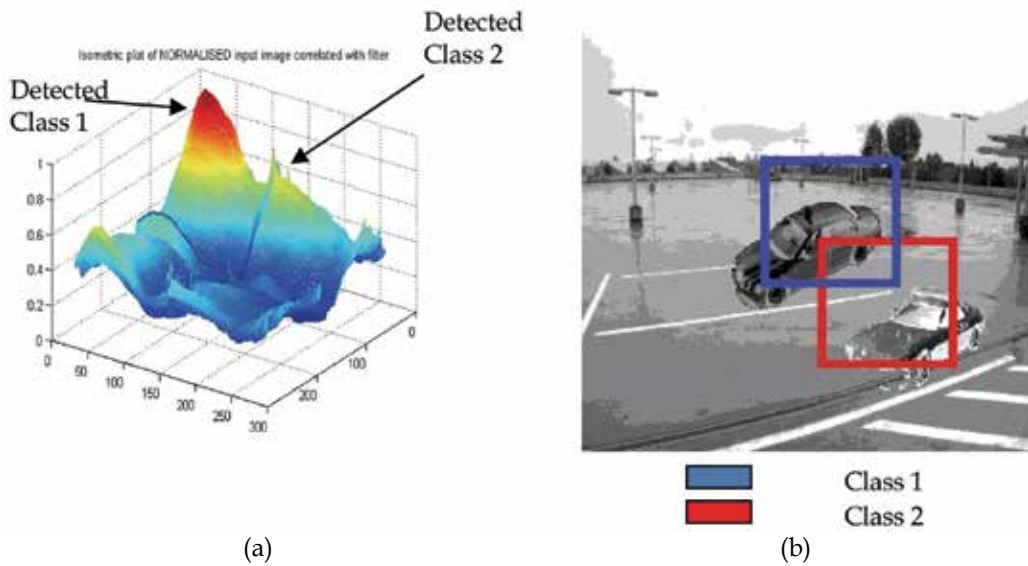 Detected
Class 2
Isometric plot of NORMALISED input image correlated with filter
Detected
Class 1
1
0.8
0.6
0.4
0.2
0
0
50
100
150
200
250
300
200
100
0
Class 1
Class 2
(a)
(b)